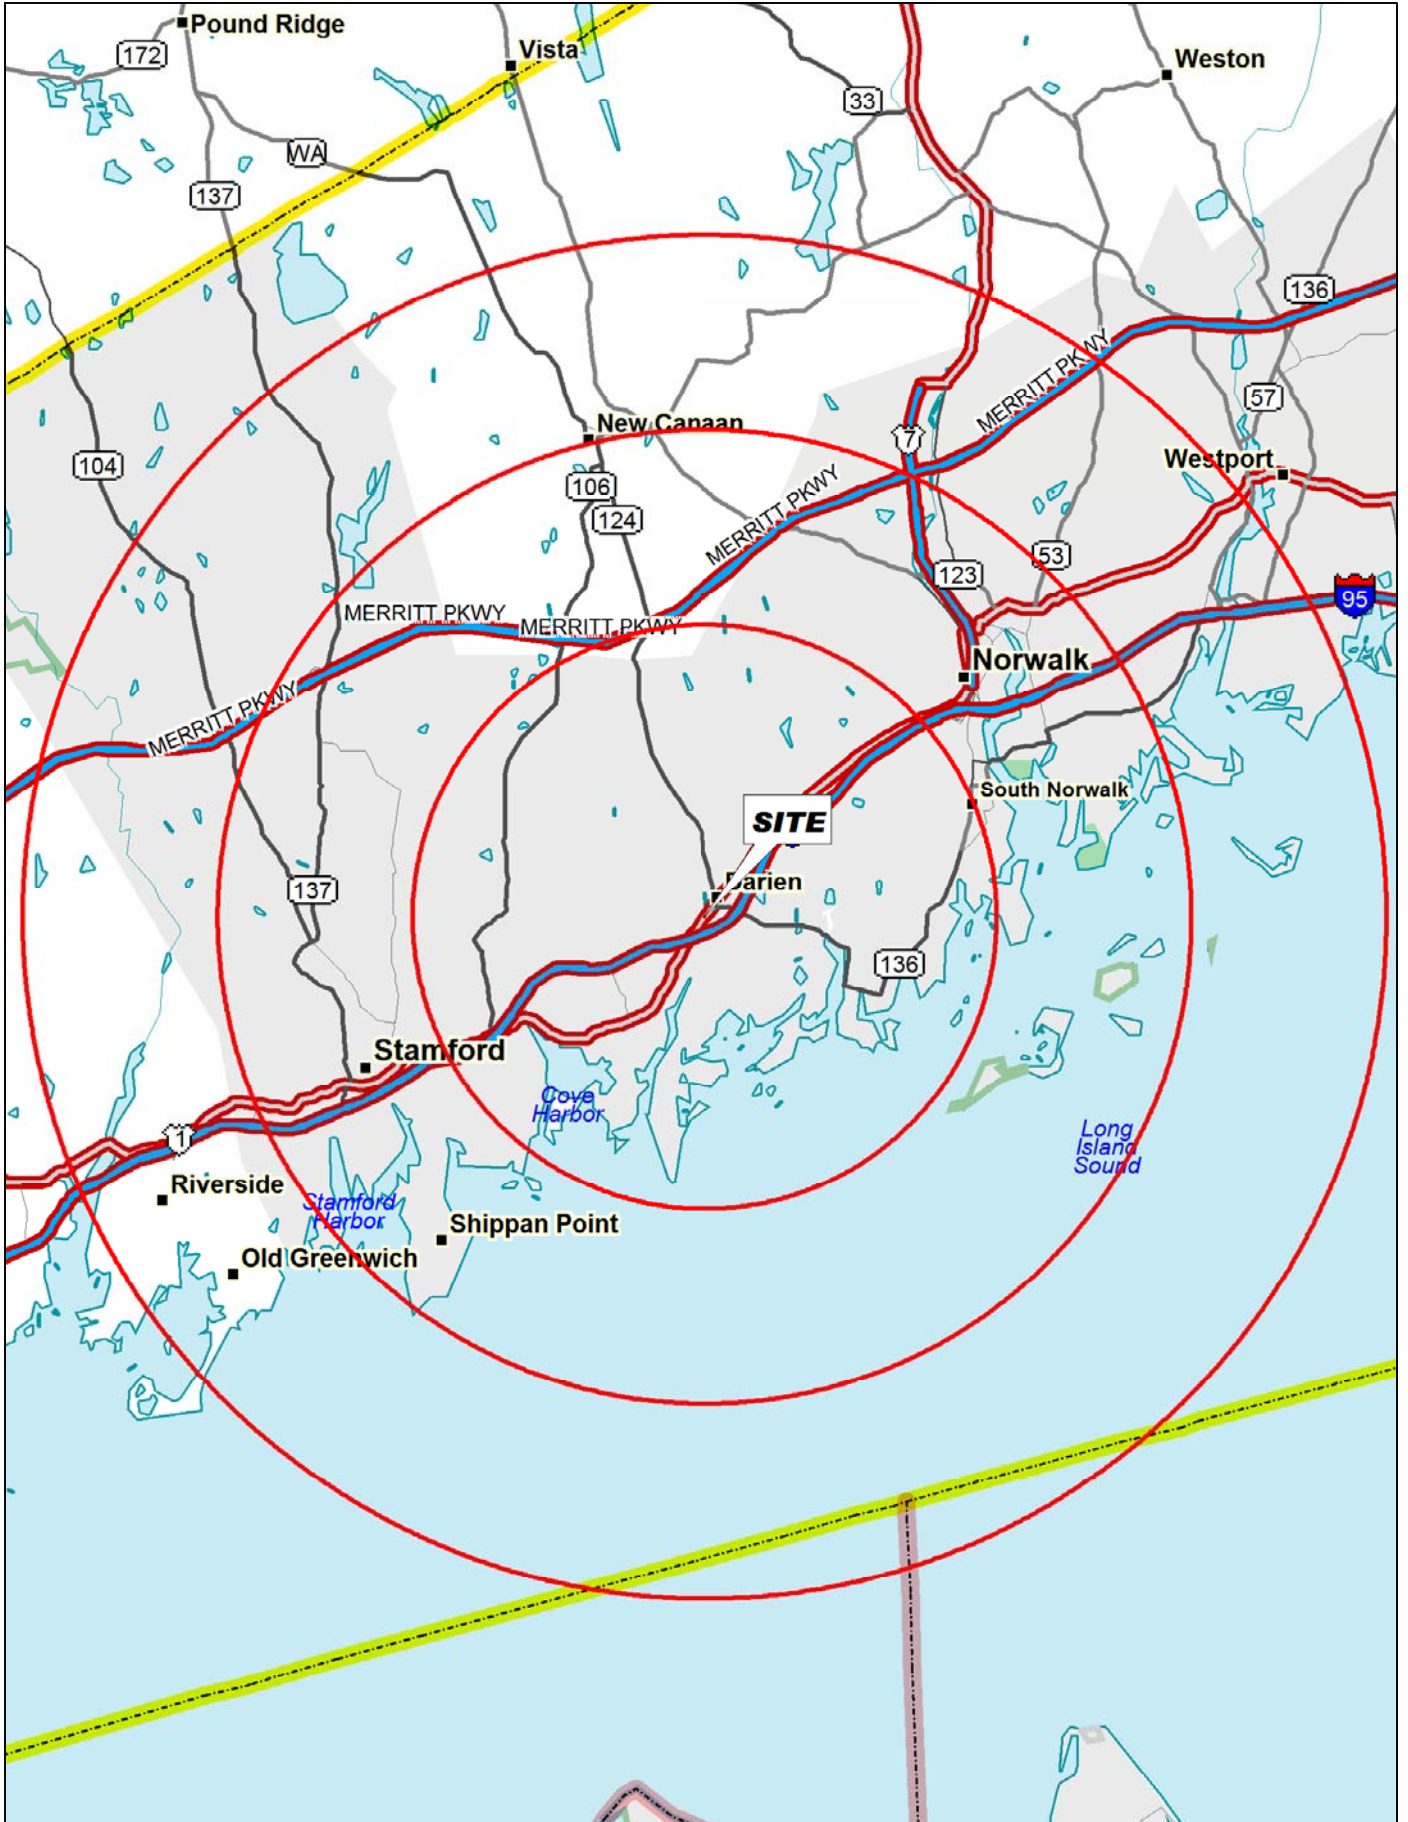 Pound Ridge
Vista
Weston
172
33
WA
137
136
MERRITT PKWY
57
New Canaan
7
104
Westport
106
MERRITT PKWY
124
53
123
95
MERRITT PKWY
MERRITT PKWY
Norwalk
MERRITT PKWY
South Norwalk
SITE
Darien
137
136
Stamford
Cove
Harbor
Long
Island
Sound
1
Riverside
Stamford
Harbor
Shippan Point
Old Greenwich